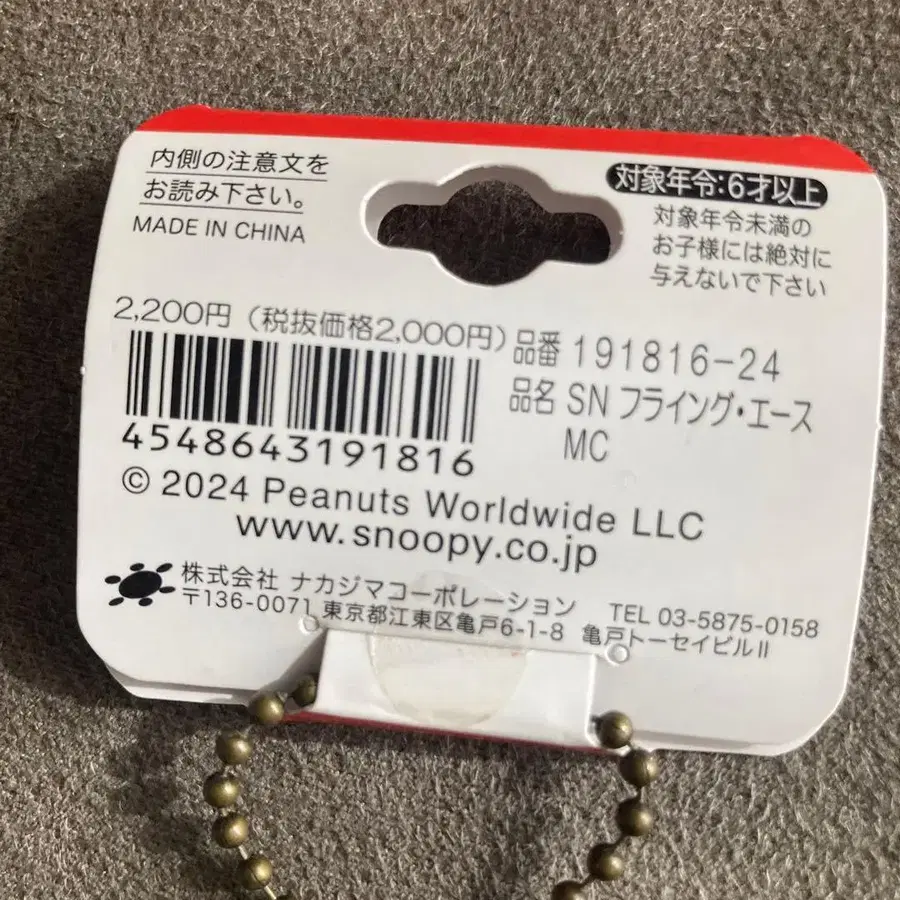 内側の注意文を
お読み下さい。
MADE IN CHINA
対象年令:6才以上
対象年令未満の
お子様には絶対に
与えないで下さい
2,200円（税抜価格2,000円）
4548643191816
品番 191816-24
品名 SN フライング・エース
MC
© 2024 Peanuts Worldwide LLC
www.snoopy.co.jp
株式会社 ナカジマコーポレーション TEL 03-5875-0158
〒136-0071 東京都江東区亀戸6-1-8 亀戸トーセイビルⅡ